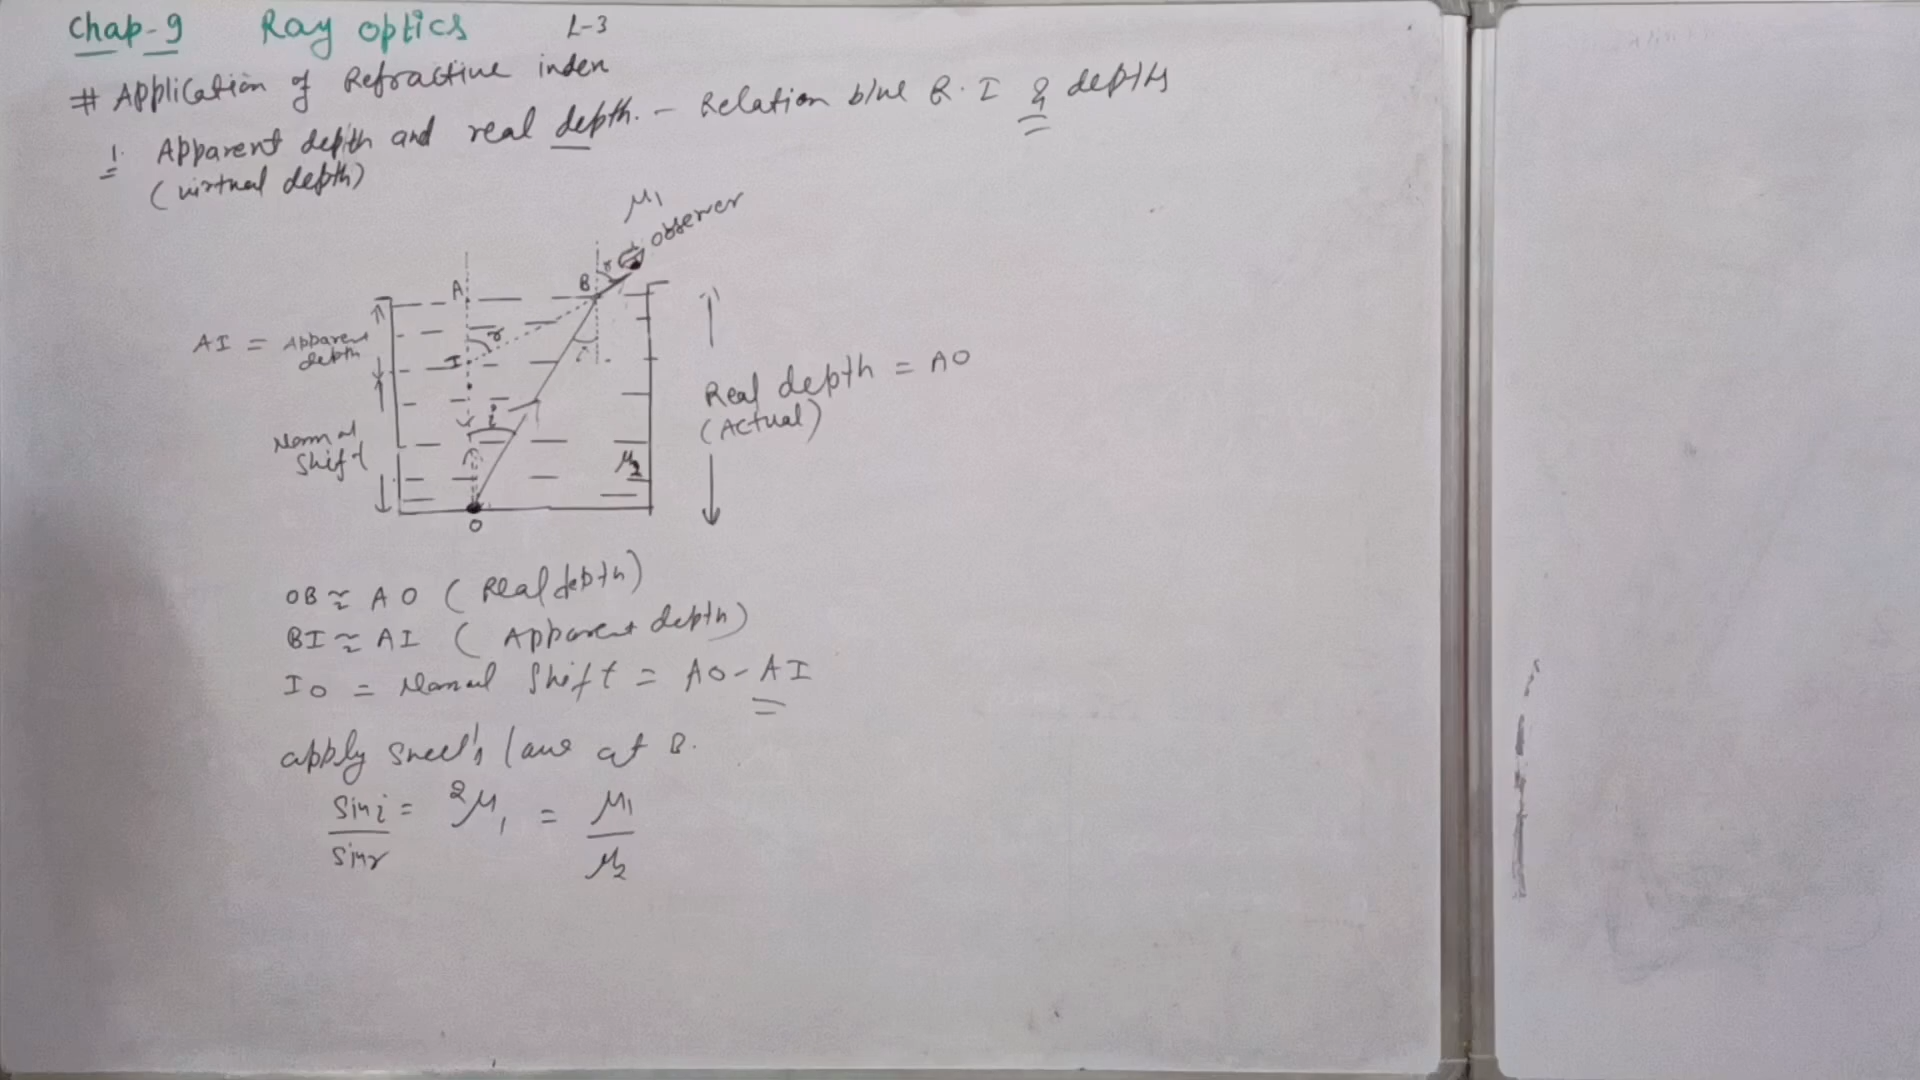 Chap-9 Ray optics L-3
# Application of Refractive inden
1. Apparent depth and real depth. - Relation b/w R.I & depths
(virtual depth)
μ1
observer
A
B
r
AI = Apparent depth
r
I
i
Real depth = AO
(Actual)
i
Normal shift
μ2
O
OB ≈ AO (Real depth)
BI ≈ AI (Apparent depth)
IO = Normal Shift = AO - AI
apply Snell's law at B.
sin i / sin r = ²μ₁ = μ1 / μ2